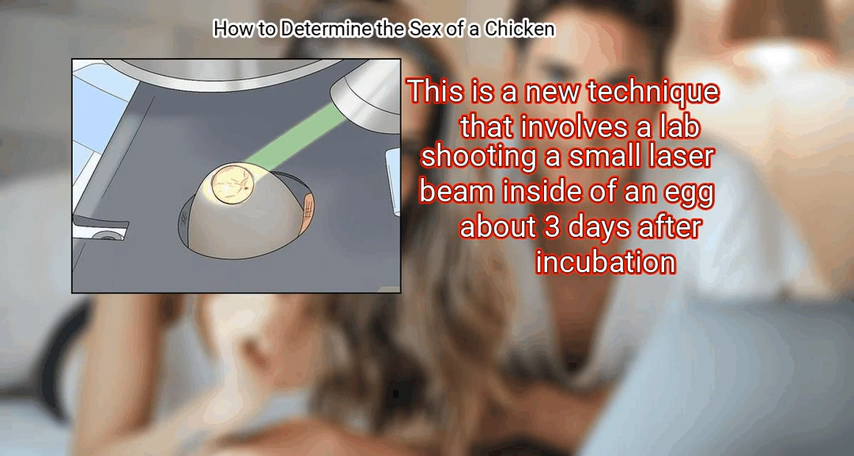 How to Determine the Sex of a Chicken
This is a new technique
that involves a lab
shooting a small laser
beam inside of an egg
about 3 days after
incubation